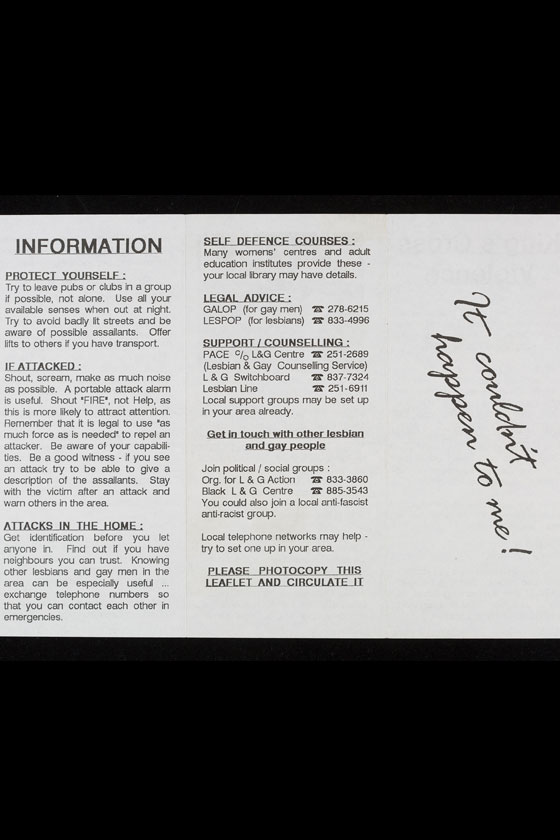 INFORMATION
PROTECT YOURSELF :
Try to leave pubs or clubs in a group
if possible, not alone. Use all your
available senses when out at night.
Try to avoid badly lit streets and be
aware of possible assailants. Offer
lifts to others if you have transport.
IF ATTACKED :
Shout, scream, make as much noise
as possible. A portable attack alarm
is useful. Shout "FIRE", not Help, as
this is more likely to attract attention.
Remember that it is legal to use "as
much force as is needed" to repel an
attacker. Be aware of your capabili-
ties. Be a good witness - if you see
an attack try to be able to give a
description of the assailants. Stay
with the victim after an attack and
warn others in the area.
ATTACKS IN THE HOME :
Get identification before you let
anyone in. Find out if you have
neighbours you can trust. Knowing
other lesbians and gay men in the
area can be especially useful ...
exchange telephone numbers so
that you can contact each other in
emergencies.
SELF DEFENCE COURSES :
Many womens' centres and adult
education institutes provide these -
your local library may have details.
LEGAL ADVICE :
GALOP (for gay men) ☎ 278-6215
LESPOP (for lesbians) ☎ 833-4996
SUPPORT / COUNSELLING :
PACE c/o L&G Centre ☎ 251-2689
(Lesbian & Gay Counselling Service)
L & G Switchboard ☎ 837-7324
Lesbian Line ☎ 251-6911
Local support groups may be set up
in your area already.
Get in touch with other lesbian
and gay people
Join political / social groups :
Org. for L & G Action ☎ 833-3860
Black L & G Centre ☎ 885-3543
You could also join a local anti-fascist
anti-racist group.
Local telephone networks may help -
try to set one up in your area.
PLEASE PHOTOCOPY THIS
LEAFLET AND CIRCULATE IT
It couldn't
happen to me!